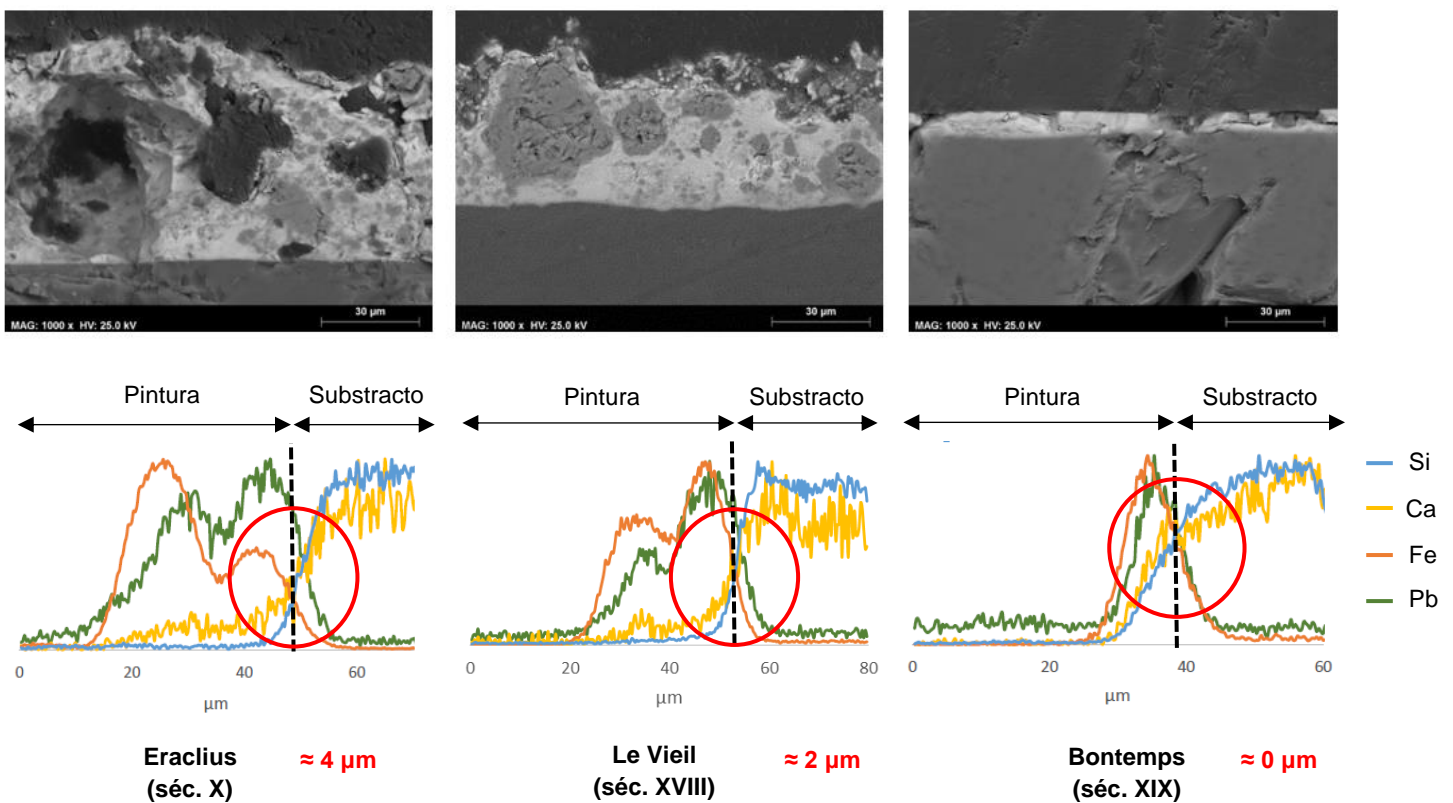 30 µm
MAG: 1000 x HV: 25.0 kV
30 µm
MAG: 1000 x HV: 25.0 kV
30 µm
MAG: 1000 x HV: 25.0 kV
Pintura Substracto
Pintura Substracto
Pintura Substracto
Si
Ca
Fe
Pb
0 20 40 60
µm
0 20 40 60 80
µm
0 20 40 60
µm
Eraclius
(séc. X)
≈ 4 µm
Le Vieil
(séc. XVIII)
≈ 2 µm
Bontemps
(séc. XIX)
≈ 0 µm